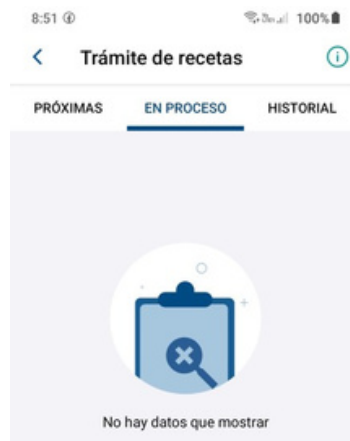 8:51 100%
Trámite de recetas
PRÓXIMAS EN PROCESO HISTORIAL
No hay datos que mostrar